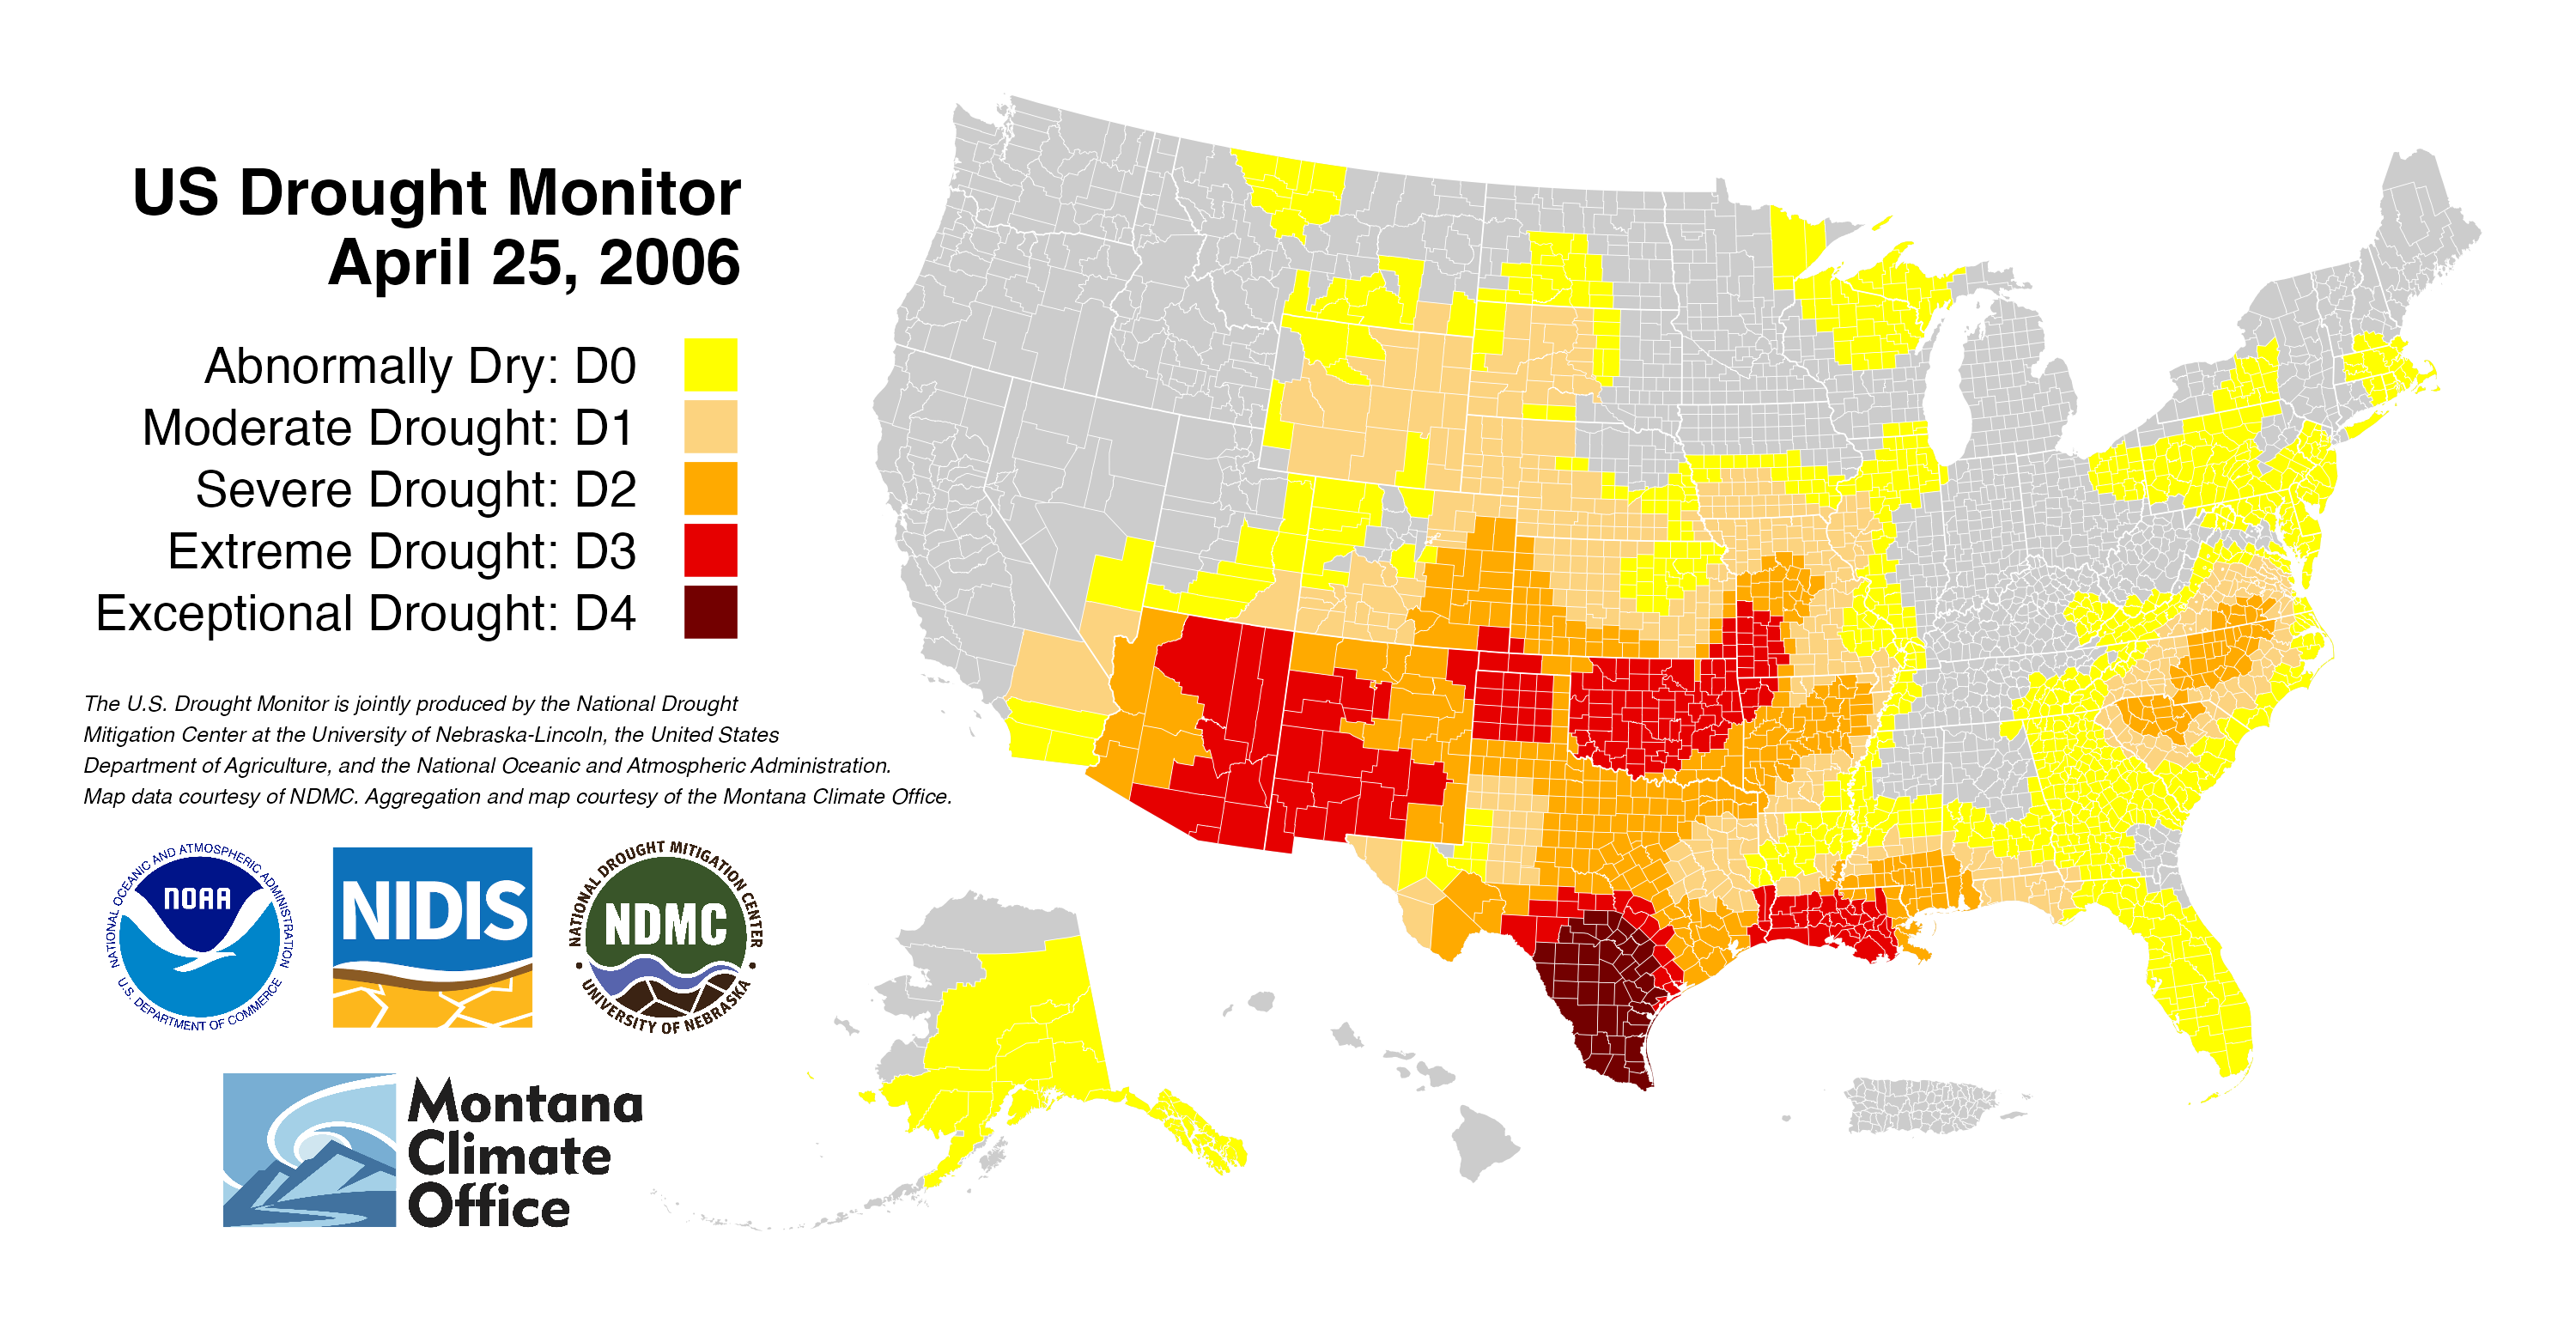 US Drought Monitor
April 25, 2006
Abnormally Dry: D0
Moderate Drought: D1
Severe Drought: D2
Extreme Drought: D3
Exceptional Drought: D4
The U.S. Drought Monitor is jointly produced by the National Drought
Mitigation Center at the University of Nebraska-Lincoln, the United States
Department of Agriculture, and the National Oceanic and Atmospheric Administration.
Map data courtesy of NDMC. Aggregation and map courtesy of the Montana Climate Office.
NATIONAL OCEANIC AND ATMOSPHERIC ADMINISTRATION
NOAA
U.S. DEPARTMENT OF COMMERCE
NIDIS
NATIONAL DROUGHT MITIGATION CENTER
NDMC
UNIVERSITY OF NEBRASKA
Montana
Climate
Office